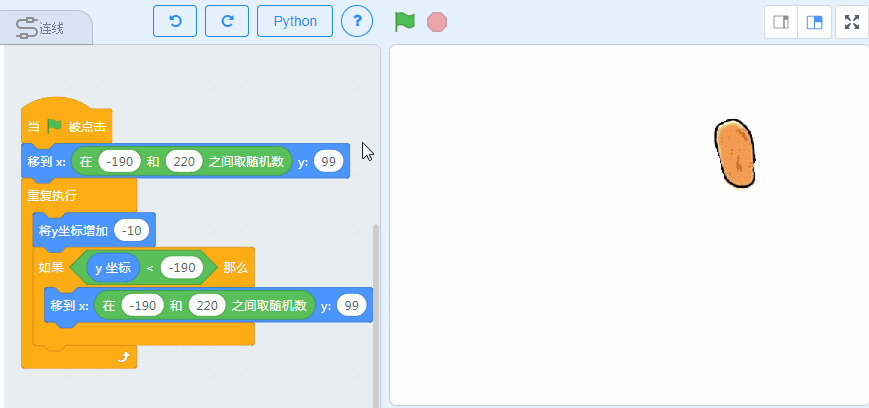 连线
Python
?
当 被点击
移到 x: 在 -190 和 220 之间取随机数 y: 99
重复执行
将y坐标增加 -10
如果 y 坐标 < -190 那么
移到 x: 在 -190 和 220 之间取随机数 y: 99